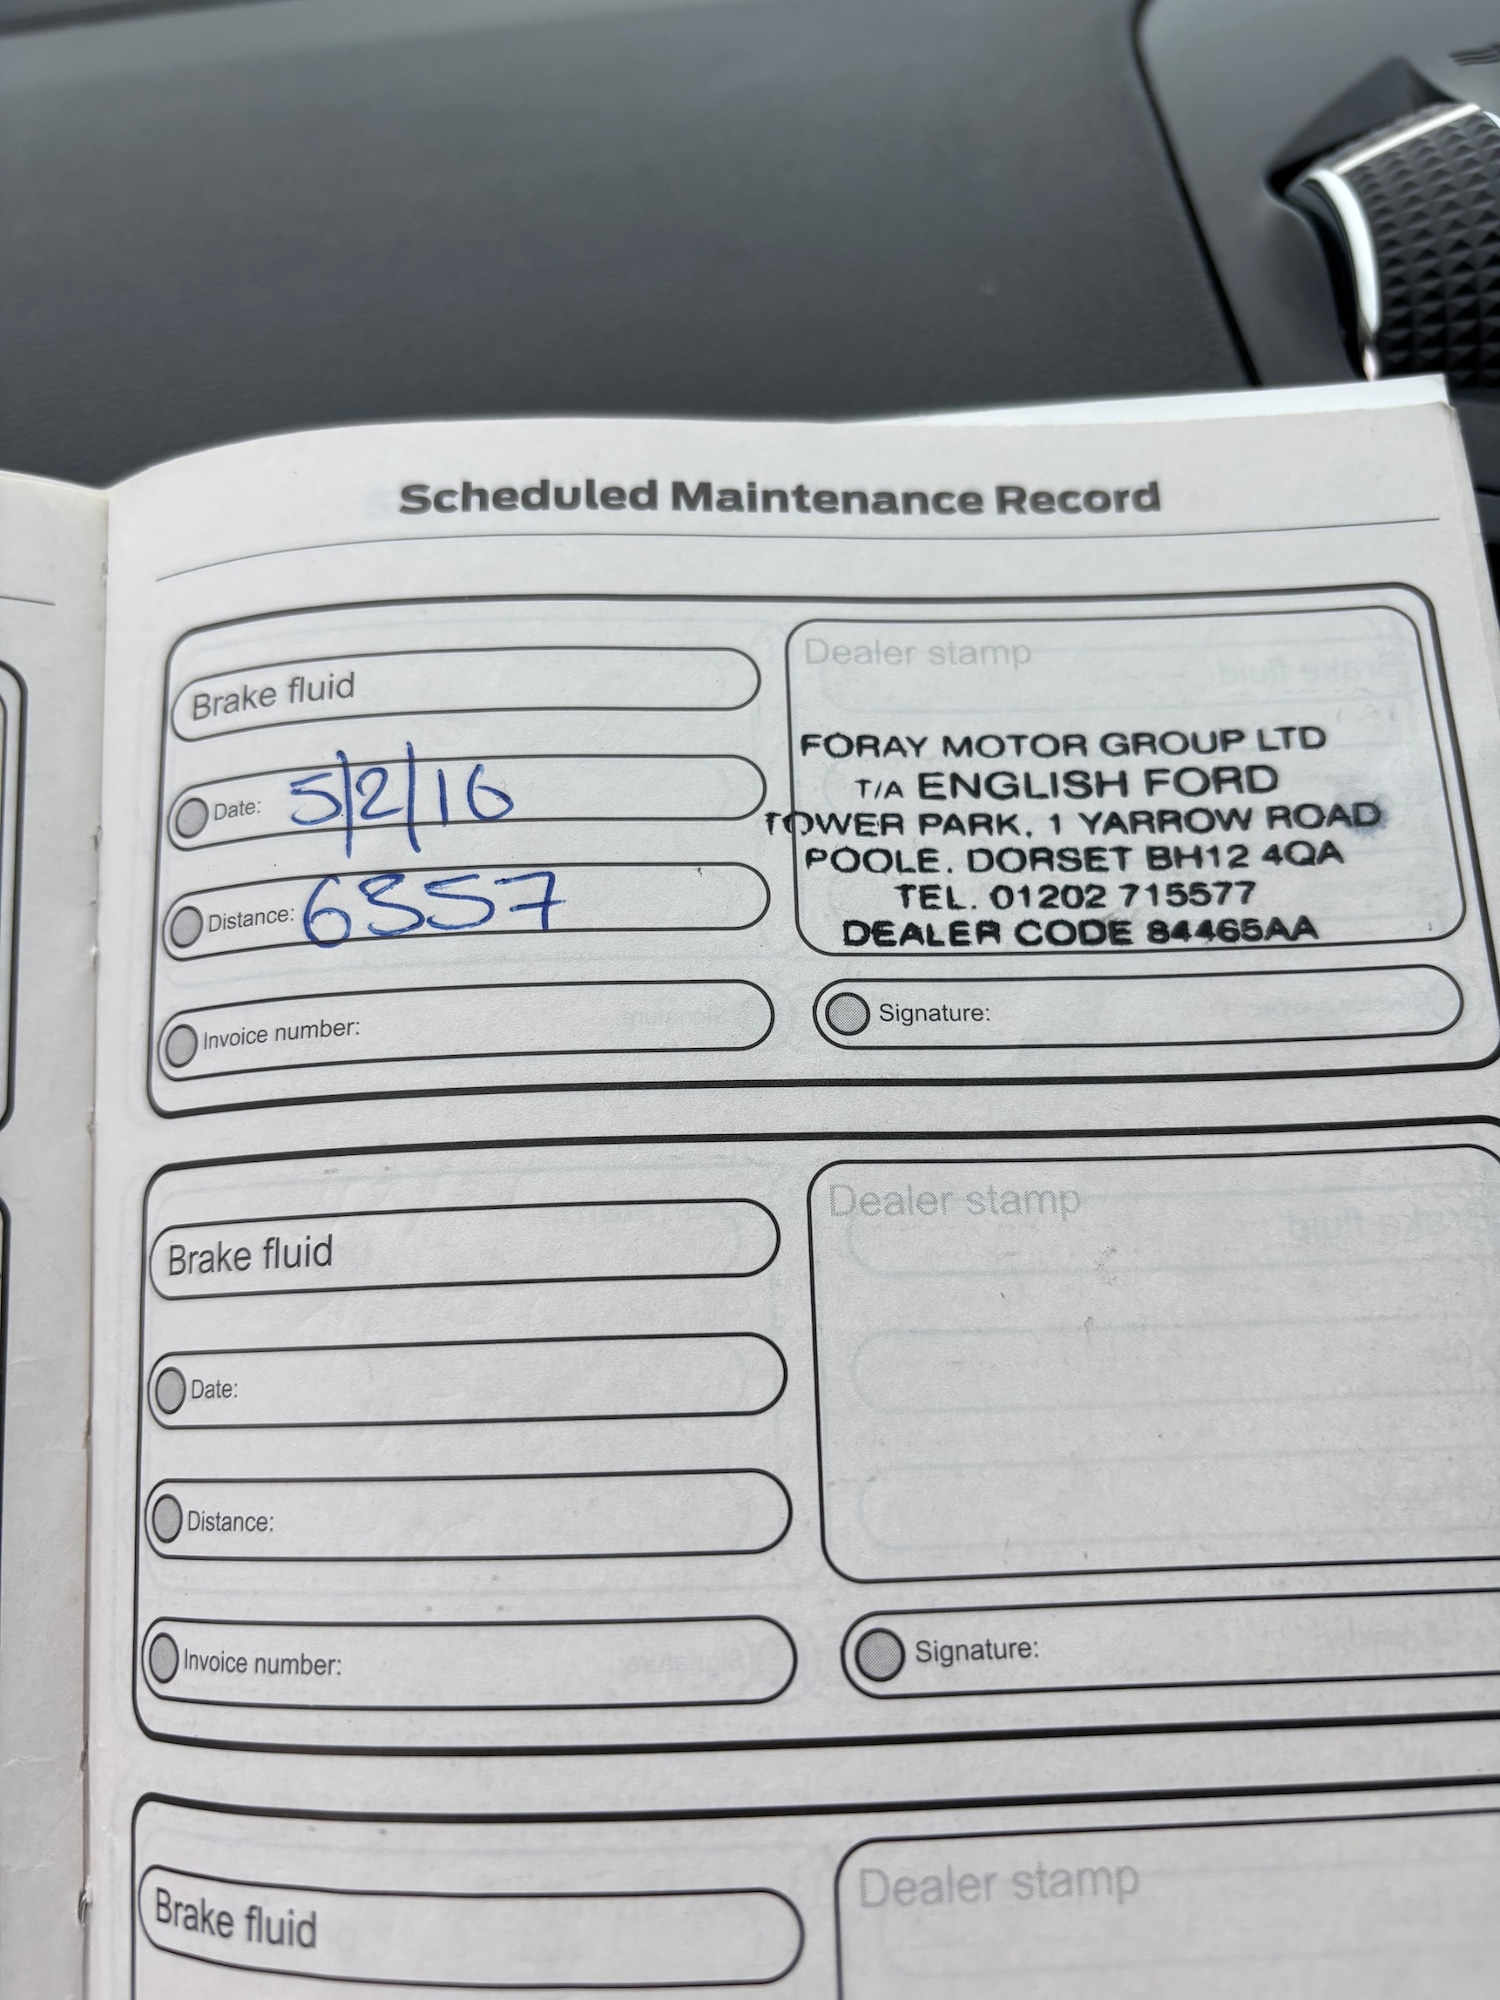 Scheduled Maintenance Record
Brake fluid
Dealer stamp
Date: 5/2/16
Distance: 6357
FORAY MOTOR GROUP LTD
T/A ENGLISH FORD
TOWER PARK, 1 YARROW ROAD
POOLE. DORSET BH12 4QA
TEL. 01202 715577
DEALER CODE 84465AA
Invoice number:
Signature:
Brake fluid
Dealer stamp
Date:
Distance:
Invoice number:
Signature:
Brake fluid
Dealer stamp